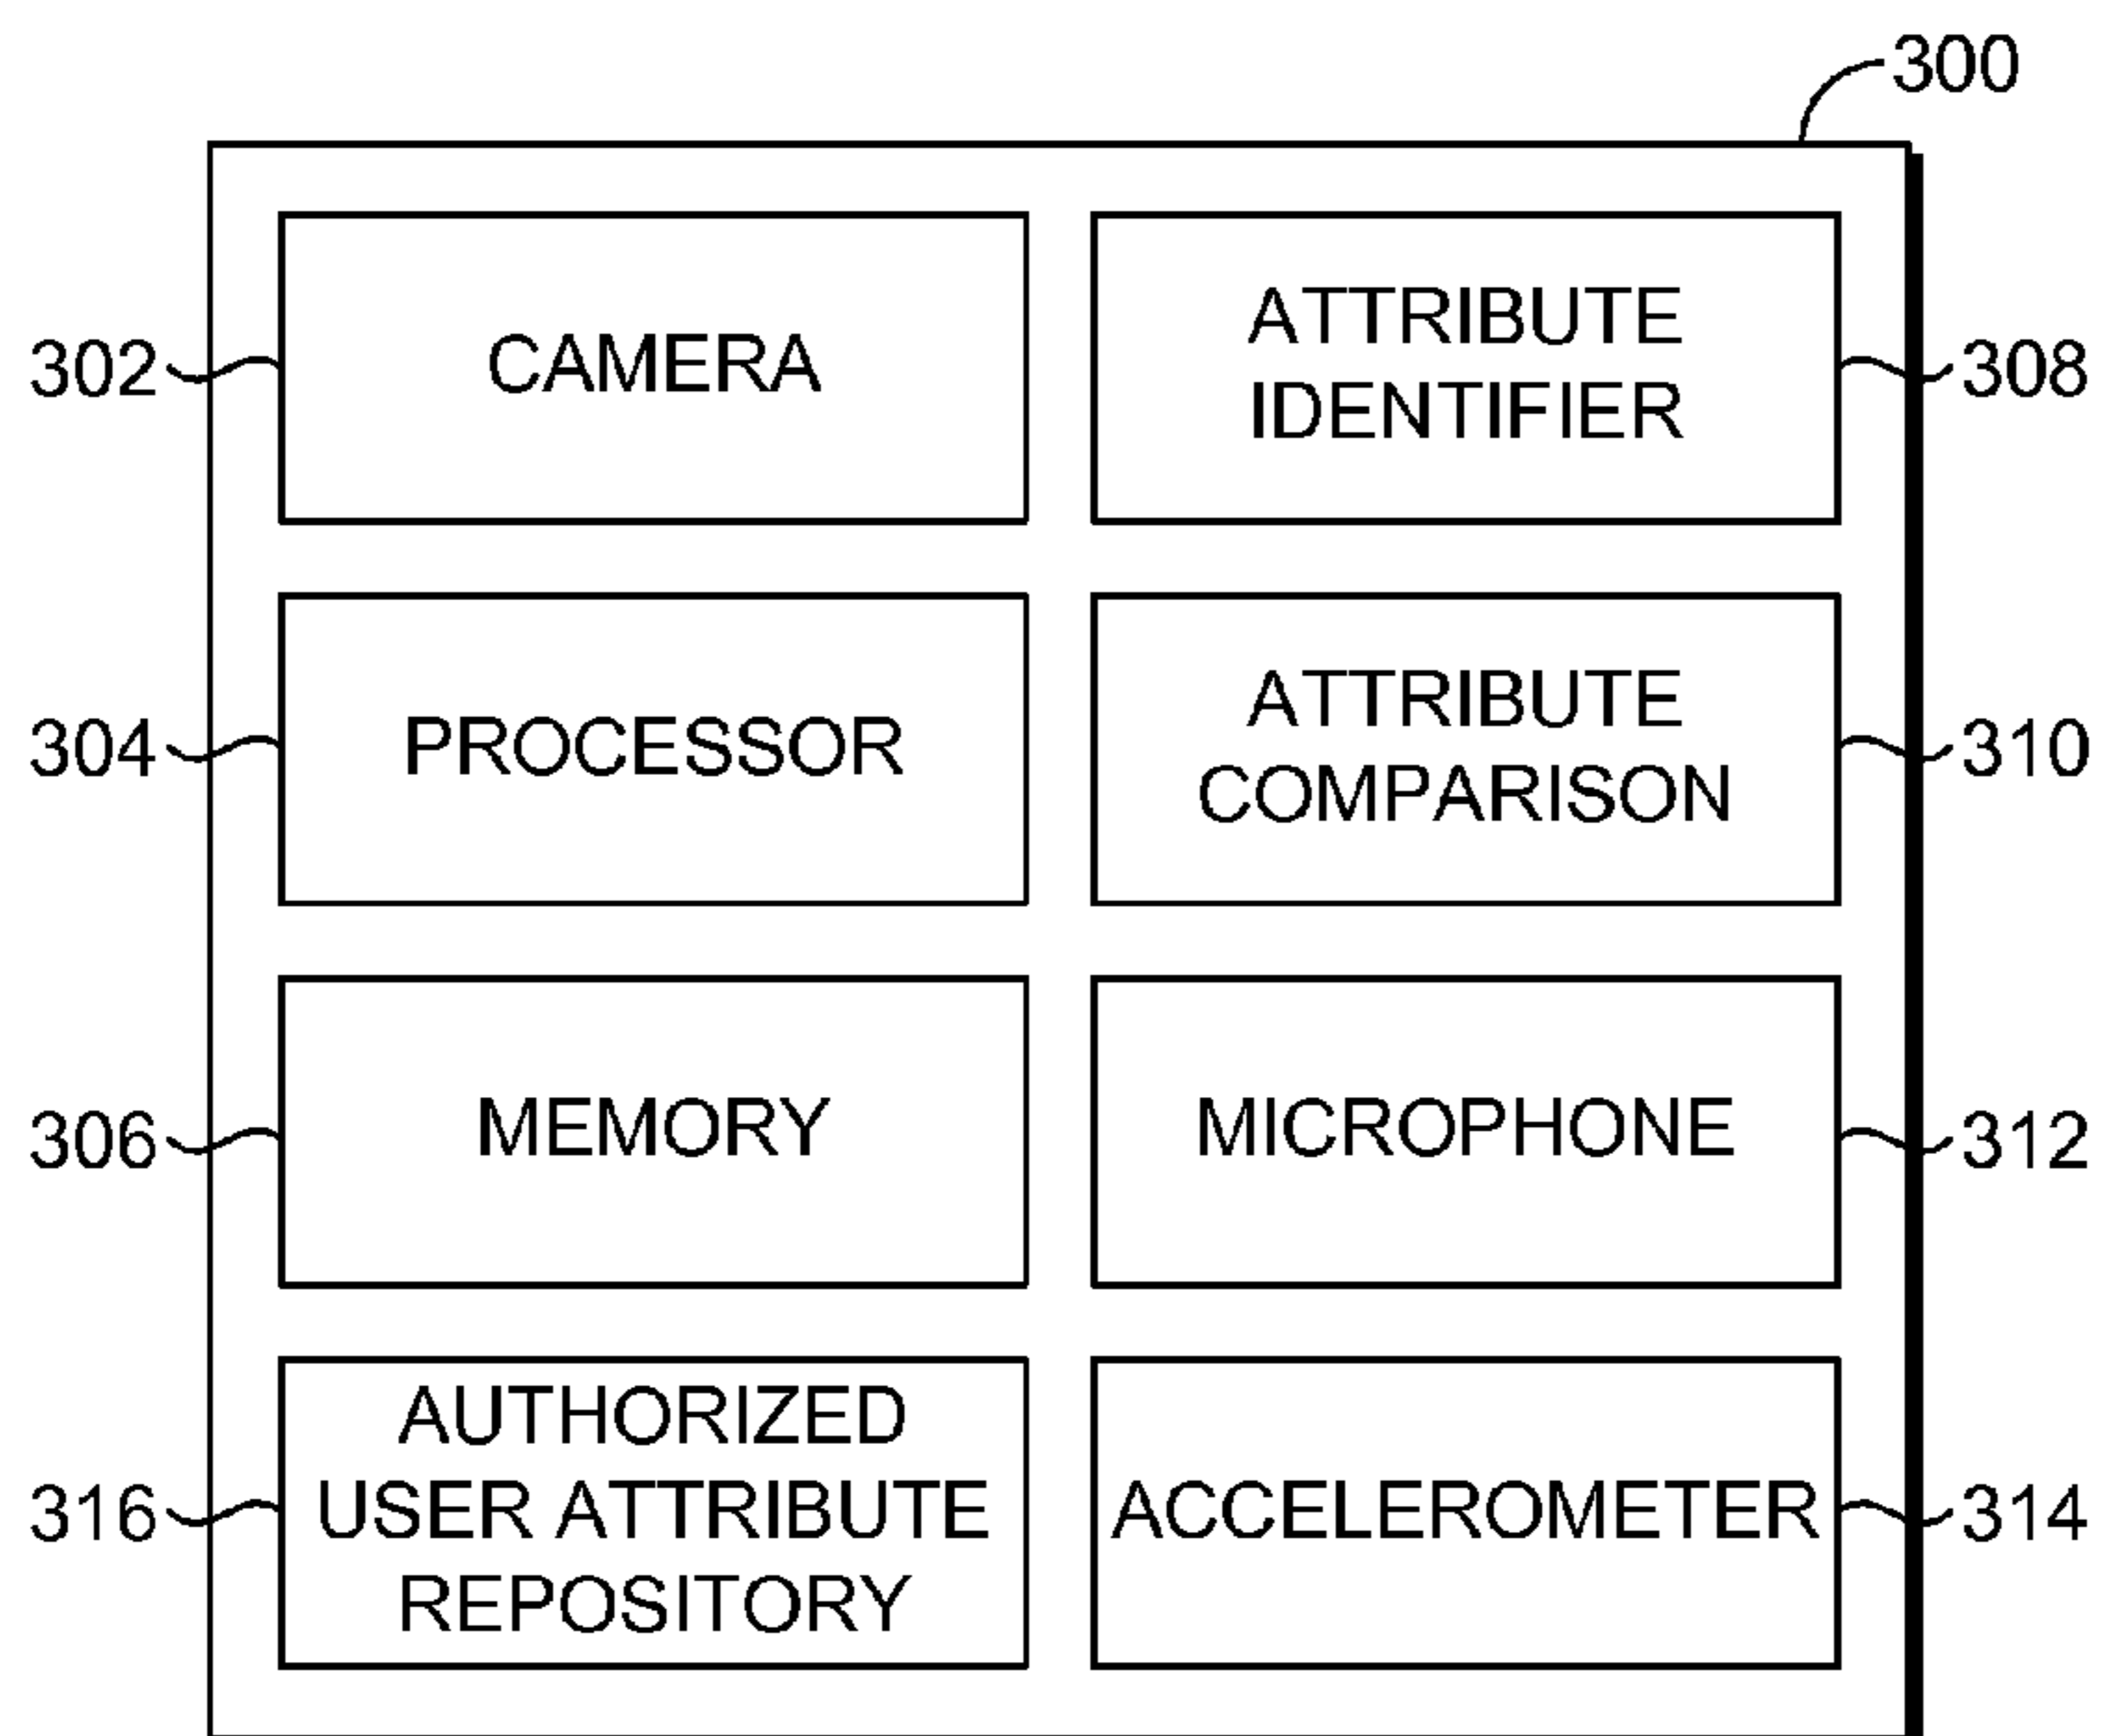 300
302
CAMERA
ATTRIBUTE
IDENTIFIER
308
304
PROCESSOR
ATTRIBUTE
COMPARISON
310
306
MEMORY
MICROPHONE
312
316
AUTHORIZED
USER ATTRIBUTE
REPOSITORY
ACCELEROMETER
314